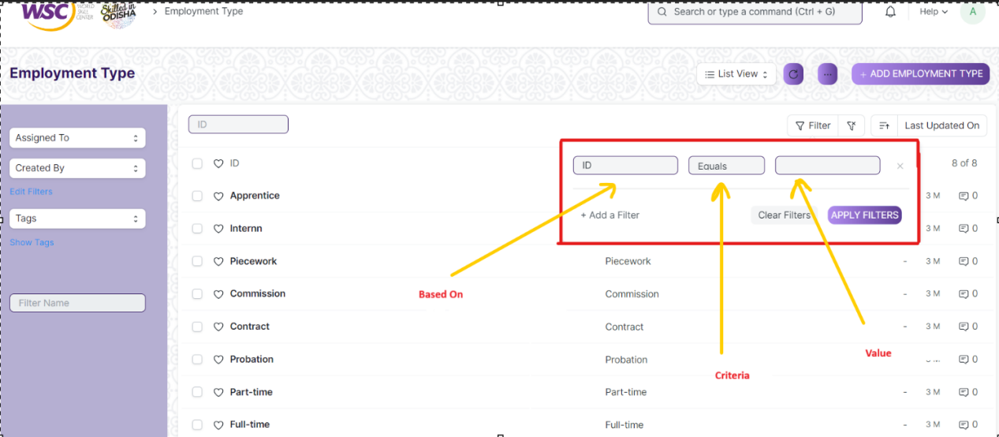 WSC WORLD SKILL CENTER Skilled in ODISHA > Employment Type Search or type a command (Ctrl + G) Help A
Employment Type List View ... + ADD EMPLOYMENT TYPE
Assigned To
Created By
Edit Filters
Tags
Show Tags
Filter Name
ID Filter Last Updated On
ID 8 of 8
ID Equals
+ Add a Filter Clear Filters APPLY FILTERS
Apprentice 3 M 0
Internn 3 M 0
Piecework Piecework - 3 M 0
Based On
Commission Commission - 3 M 0
Contract Contract - 3 M 0
Value
Probation Probation 0
Criteria
Part-time Part-time - 3 M 0
Full-time Full-time - 3 M 0